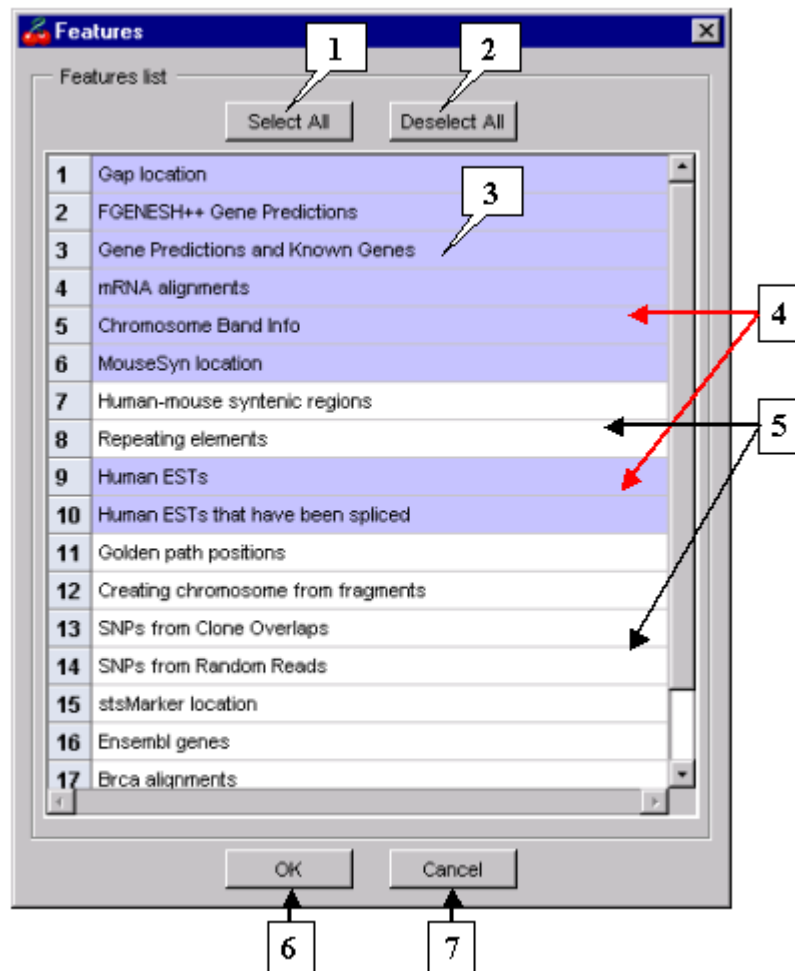 Features
1 2
Features list
Select All Deselect All
1 Gap location
2 FGENESH++ Gene Predictions
3
3 Gene Predictions and Known Genes
4 mRNA alignments
5 Chromosome Band Info
4
6 MouseSyn location
7 Human-mouse syntenic regions
8 Repeating elements
5
9 Human ESTs
10 Human ESTs that have been spliced
11 Golden path positions
12 Creating chromosome from fragments
13 SNPs from Clone Overlaps
14 SNPs from Random Reads
15 stsMarker location
16 Ensembl genes
17 Brca alignments
OK Cancel
6 7